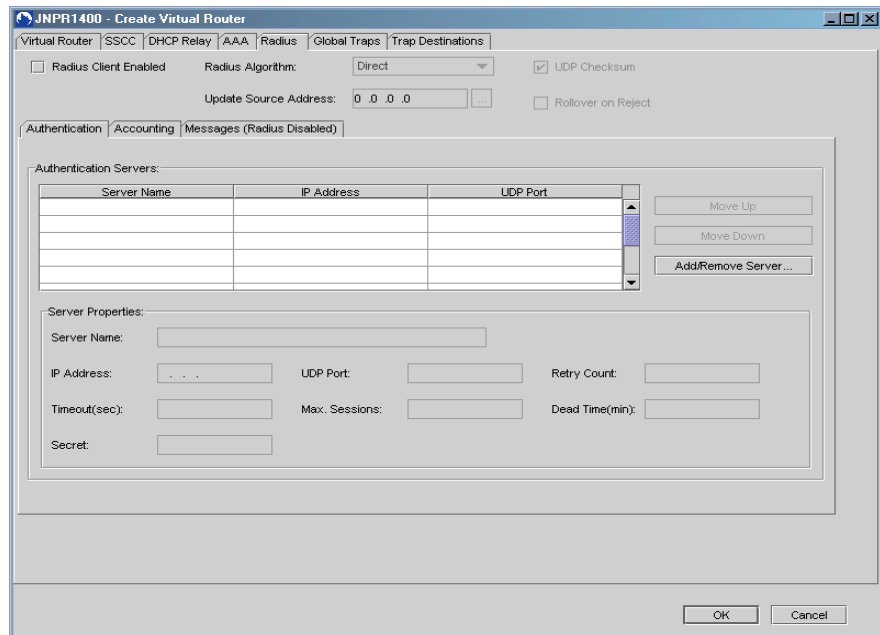 JNPR1400 - Create Virtual Router
Virtual Router SSCC DHCP Relay AAA Radius Global Traps Trap Destinations
Radius Client Enabled Radius Algorithm: Direct UDP Checksum
Update Source Address: 0 .0 .0 .0 ... Rollover on Reject
Authentication Accounting Messages (Radius Disabled)
Authentication Servers:
Server Name IP Address UDP Port
Move Up
Move Down
Add/Remove Server...
Server Properties:
Server Name:
IP Address: . . . UDP Port: Retry Count:
Timeout(sec): Max. Sessions: Dead Time(min):
Secret:
OK Cancel